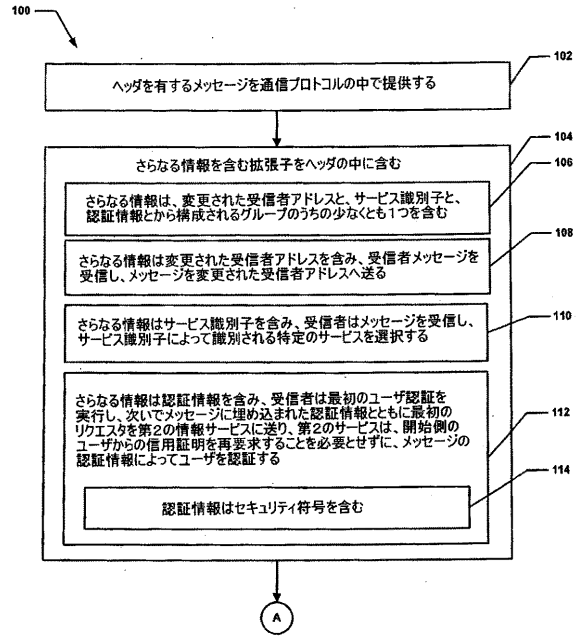 100
102
ヘッダを有するメッセージを通信プロトコルの中で提供する
104
さらなる情報を含む拡張子をヘッダの中に含む
106
さらなる情報は、変更された受信者アドレスと、サービス識別子と、
認証情報とから構成されるグループのうちの少なくとも1つを含む
108
さらなる情報は変更された受信者アドレスを含み、受信者メッセージを
受信し、メッセージを変更された受信者アドレスへ送る
110
さらなる情報はサービス識別子を含み、受信者はメッセージを受信し、
サービス識別子によって識別される特定のサービスを選択する
112
さらなる情報は認証情報を含み、受信者は最初のユーザ認証を
実行し、次いでメッセージに埋め込まれた認証情報とともに最初の
リクエスタを第2の情報サービスに送り、第2のサービスは、開始側の
ユーザからの信用証明を再要求することを必要とせずに、メッセージの
認証情報によってユーザを認証する
114
認証情報はセキュリティ符号を含む
A